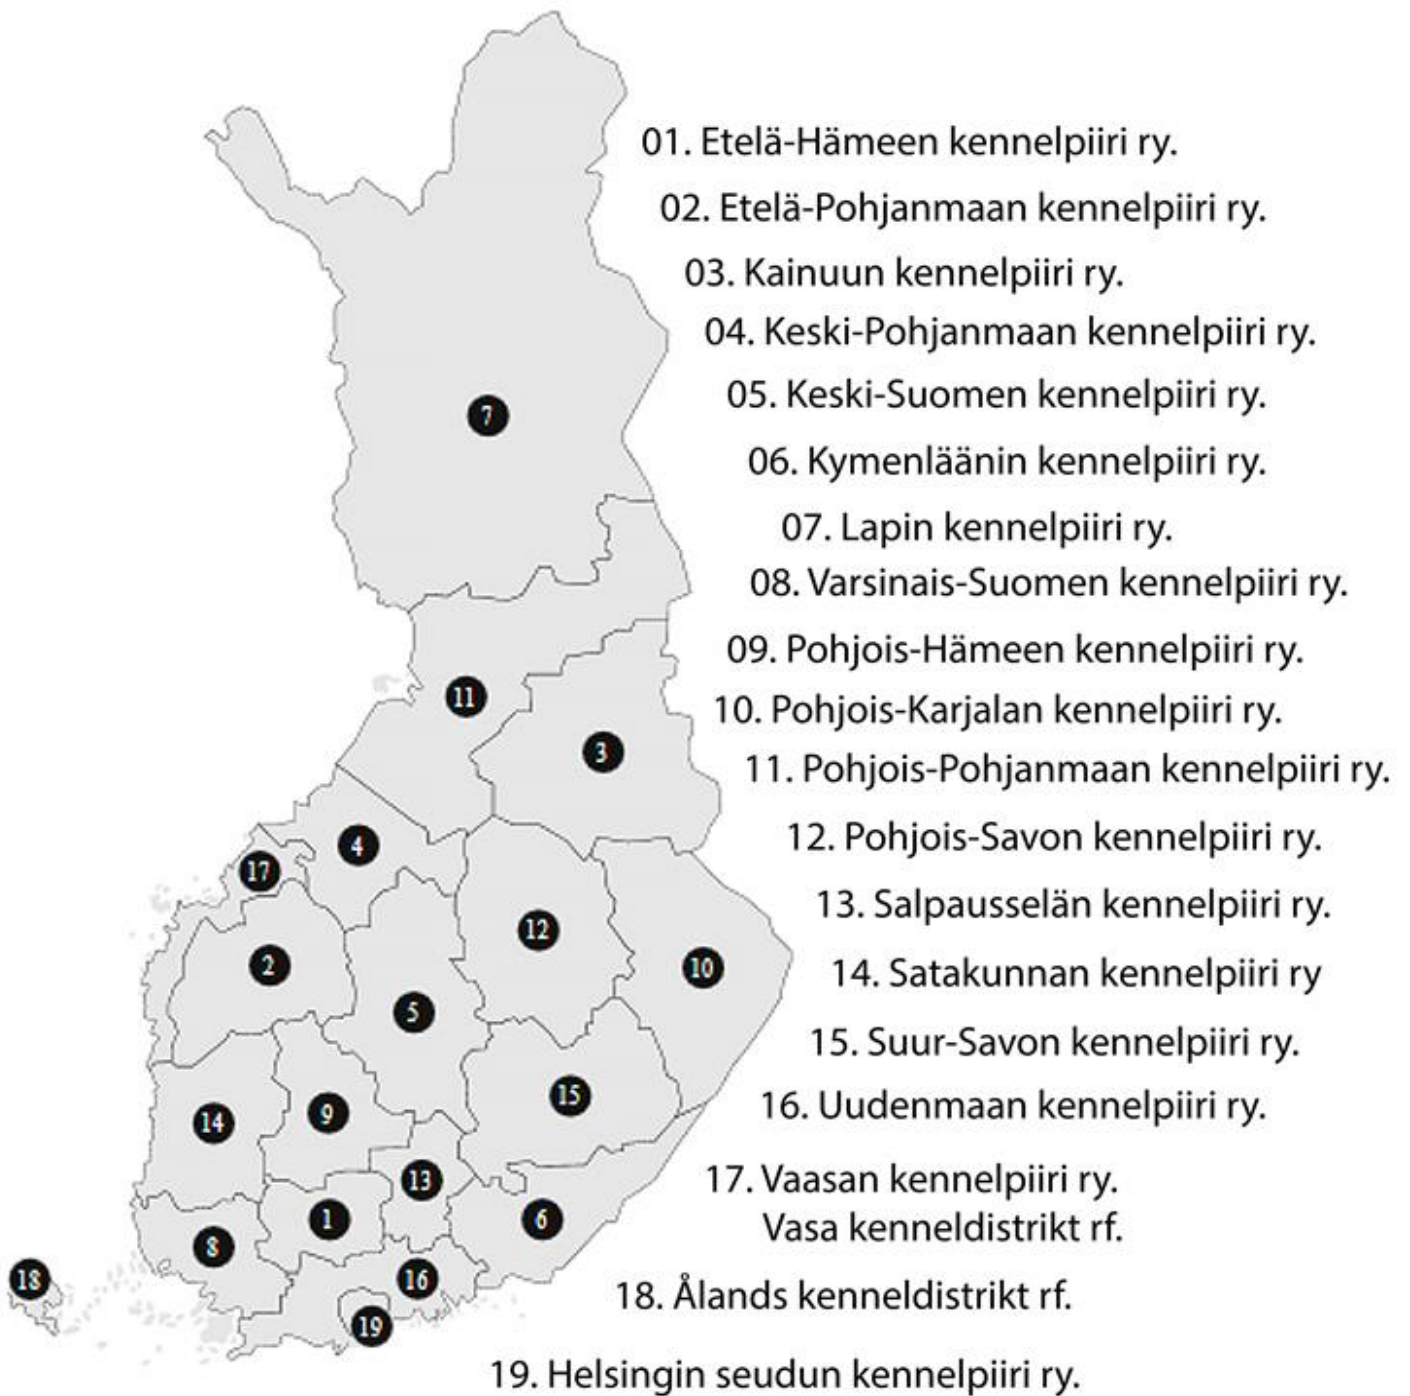 01. Etelä-Hämeen kennelpiiri ry.
02. Etelä-Pohjanmaan kennelpiiri ry.
03. Kainuun kennelpiiri ry.
04. Keski-Pohjanmaan kennelpiiri ry.
05. Keski-Suomen kennelpiiri ry.
06. Kymenläänin kennelpiiri ry.
07. Lapin kennelpiiri ry.
08. Varsinais-Suomen kennelpiiri ry.
09. Pohjois-Hämeen kennelpiiri ry.
10. Pohjois-Karjalan kennelpiiri ry.
11. Pohjois-Pohjanmaan kennelpiiri ry.
12. Pohjois-Savon kennelpiiri ry.
13. Salpausselän kennelpiiri ry.
14. Satakunnan kennelpiiri ry
15. Suur-Savon kennelpiiri ry.
16. Uudenmaan kennelpiiri ry.
17. Vaasan kennelpiiri ry.
Vasa kenneldistrikt rf.
18. Ålands kenneldistrikt rf.
19. Helsingin seudun kennelpiiri ry.
7
11
3
4
17
12
2
10
5
15
9
14
13
1
6
8
16
18
19